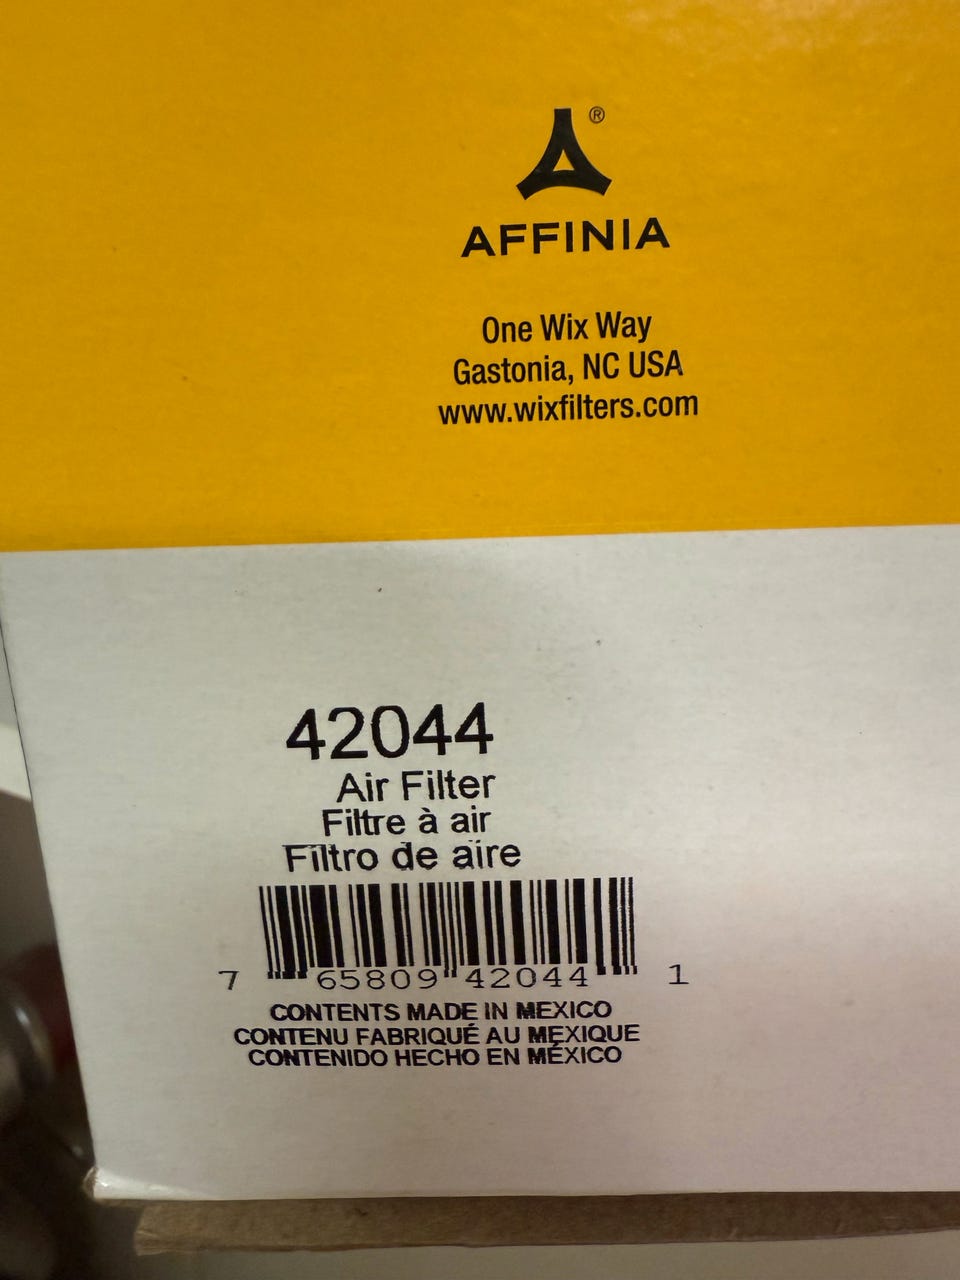 ®
AFFINIA
One Wix Way
Gastonia, NC USA
www.wixfilters.com
42044
Air Filter
Filtre à air
Filtro de aire
7 65809 42044 1
CONTENTS MADE IN MEXICO
CONTENU FABRIQUÉ AU MEXIQUE
CONTENIDO HECHO EN MÉXICO